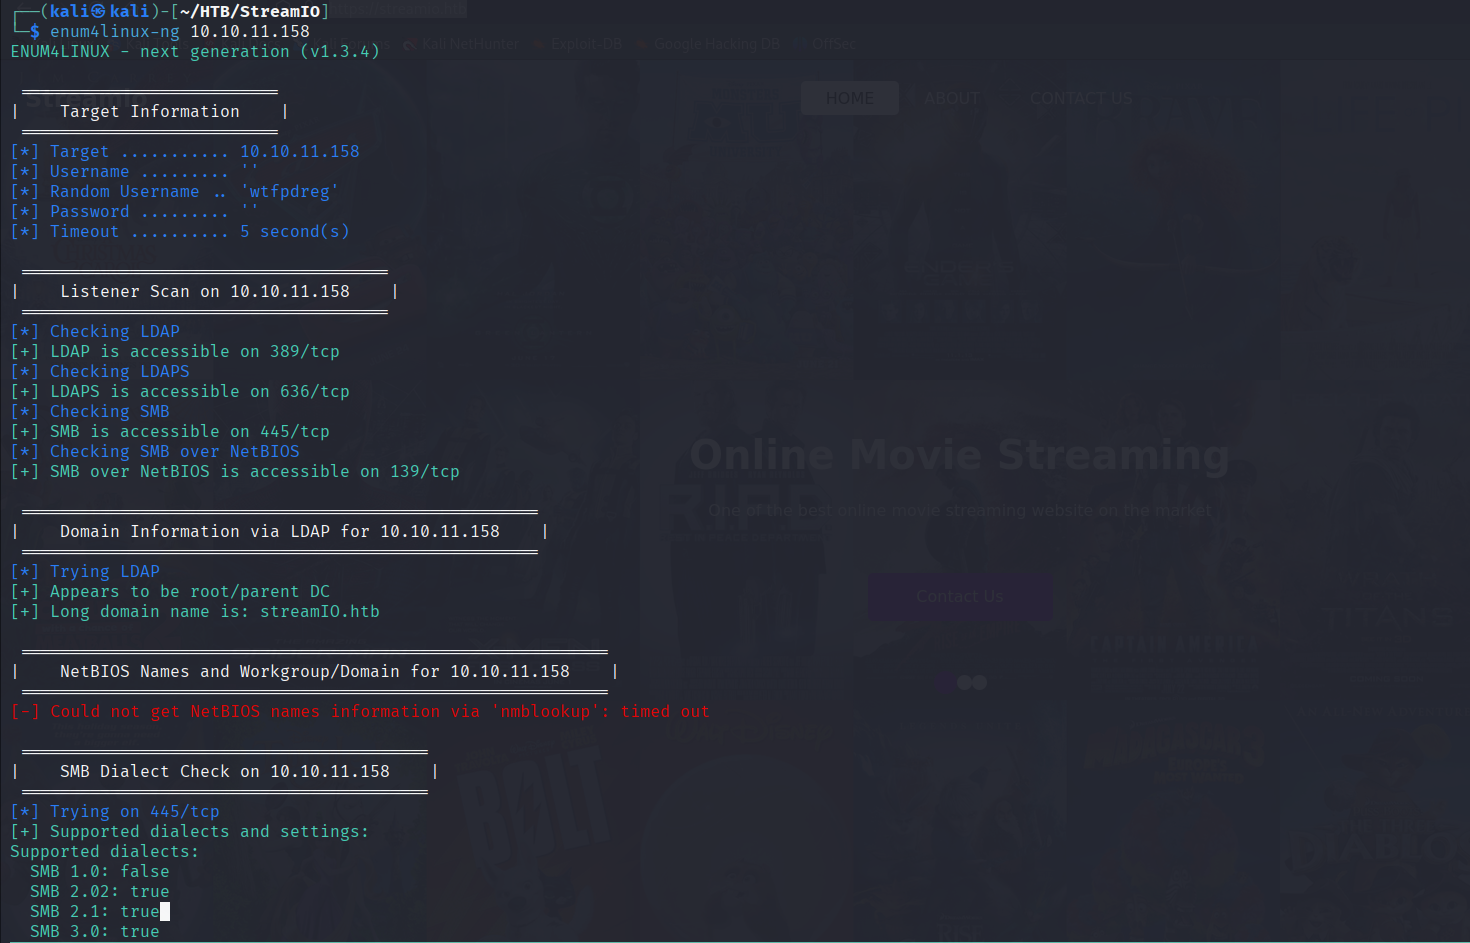 ┌──(kali㉿kali)-[~/HTB/StreamIO]
└─$ enum4linux-ng 10.10.11.158
Kali NetHunter Exploit-DB Google Hacking DB OffSec
ENUM4LINUX - next generation (v1.3.4)
StreamIO
HOME ABOUT CONTACT US
| Target Information |
[*] Target ........... 10.10.11.158
[*] Username ......... ''
[*] Random Username .. 'wtfpdreg'
[*] Password ......... ''
[*] Timeout .......... 5 second(s)
| Listener Scan on 10.10.11.158 |
[*] Checking LDAP
[+] LDAP is accessible on 389/tcp
[*] Checking LDAPS
[+] LDAPS is accessible on 636/tcp
[*] Checking SMB
[+] SMB is accessible on 445/tcp
[*] Checking SMB over NetBIOS
[+] SMB over NetBIOS is accessible on 139/tcp
Online Movie Streaming
One of the best online movie streaming website on the market
| Domain Information via LDAP for 10.10.11.158 |
[*] Trying LDAP
[+] Appears to be root/parent DC
[+] Long domain name is: streamIO.htb
Contact Us
TITANS
CAPTAIN AMERICA
| NetBIOS Names and Workgroup/Domain for 10.10.11.158 |
[-] Could not get NetBIOS names information via 'nmblookup': timed out
| SMB Dialect Check on 10.10.11.158 |
BOLT
[*] Trying on 445/tcp
[+] Supported dialects and settings:
Supported dialects:
SMB 1.0: false
SMB 2.02: true
SMB 2.1: true
SMB 3.0: true